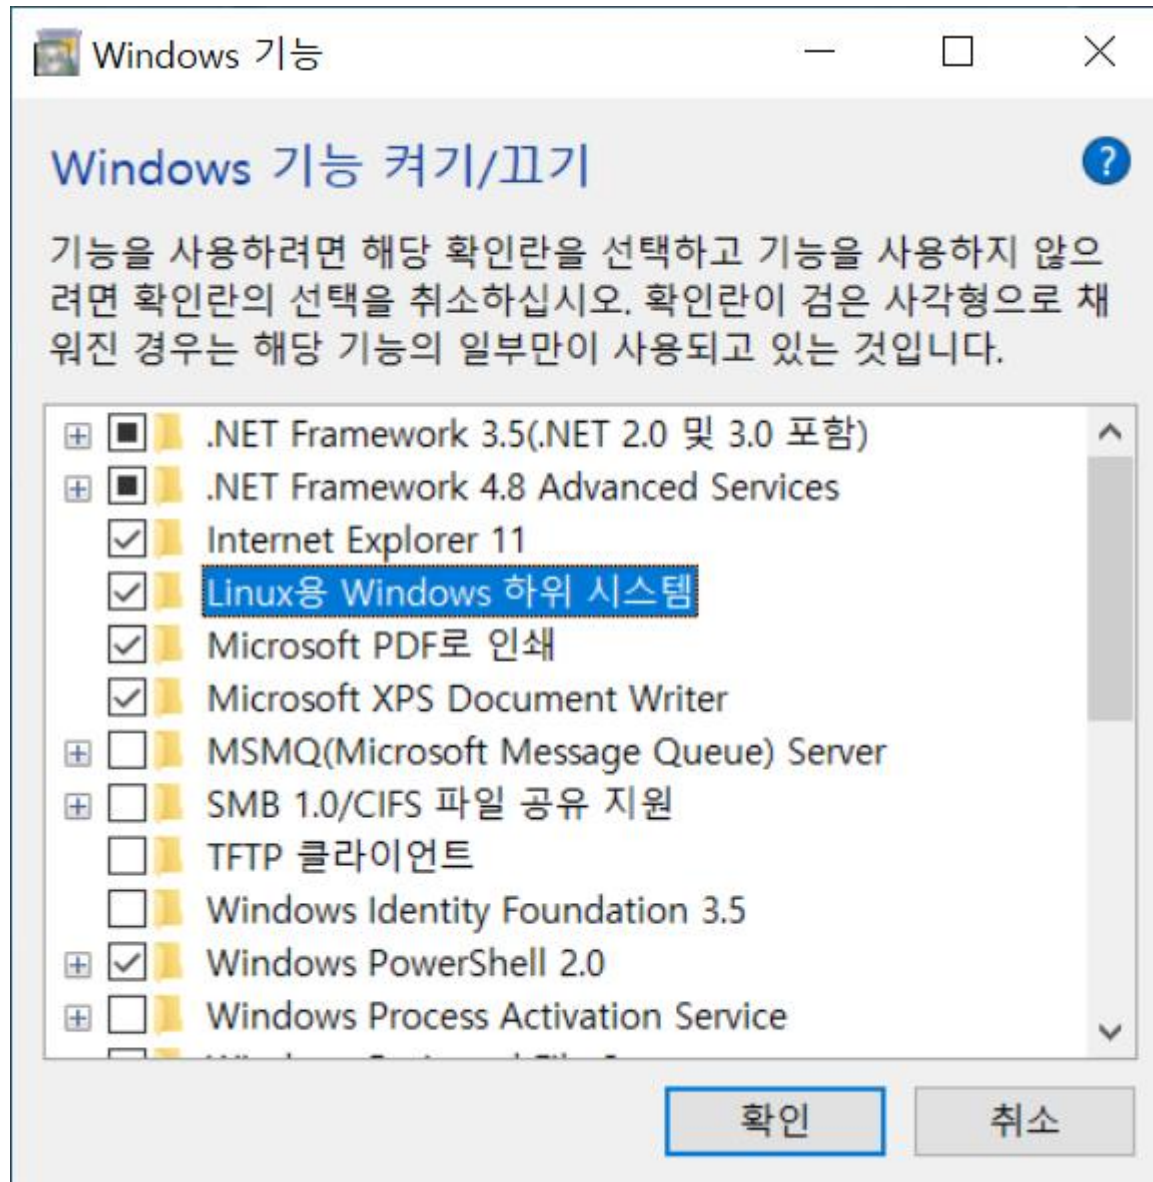 Windows 기능
Windows 기능 켜기/끄기
기능을 사용하려면 해당 확인란을 선택하고 기능을 사용하지 않으
려면 확인란의 선택을 취소하십시오. 확인란이 검은 사각형으로 채
워진 경우는 해당 기능의 일부만이 사용되고 있는 것입니다.
.NET Framework 3.5(.NET 2.0 및 3.0 포함)
.NET Framework 4.8 Advanced Services
Internet Explorer 11
Linux용 Windows 하위 시스템
Microsoft PDF로 인쇄
Microsoft XPS Document Writer
MSMQ(Microsoft Message Queue) Server
SMB 1.0/CIFS 파일 공유 지원
TFTP 클라이언트
Windows Identity Foundation 3.5
Windows PowerShell 2.0
Windows Process Activation Service
확인
취소